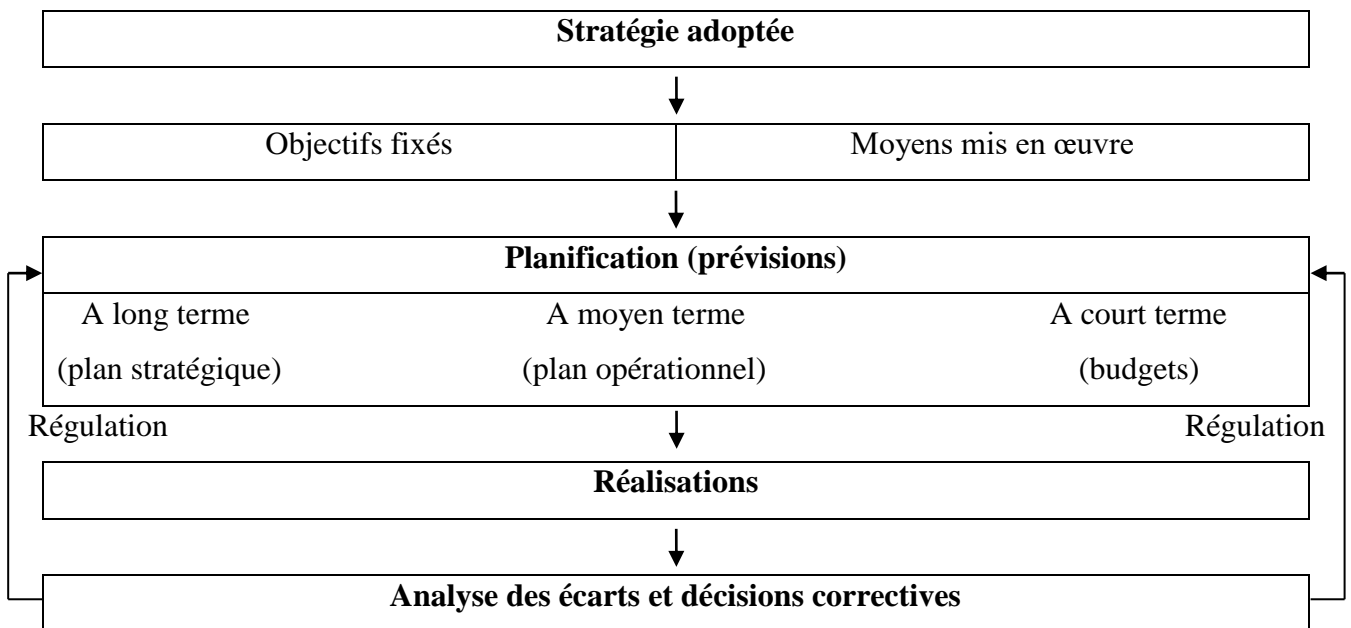 Stratégie adoptée
Objectifs fixés
Moyens mis en œuvre
Planification (prévisions)
A long terme
(plan stratégique)
A moyen terme
(plan opérationnel)
A court terme
(budgets)
Régulation
Régulation
Réalisations
Analyse des écarts et décisions correctives